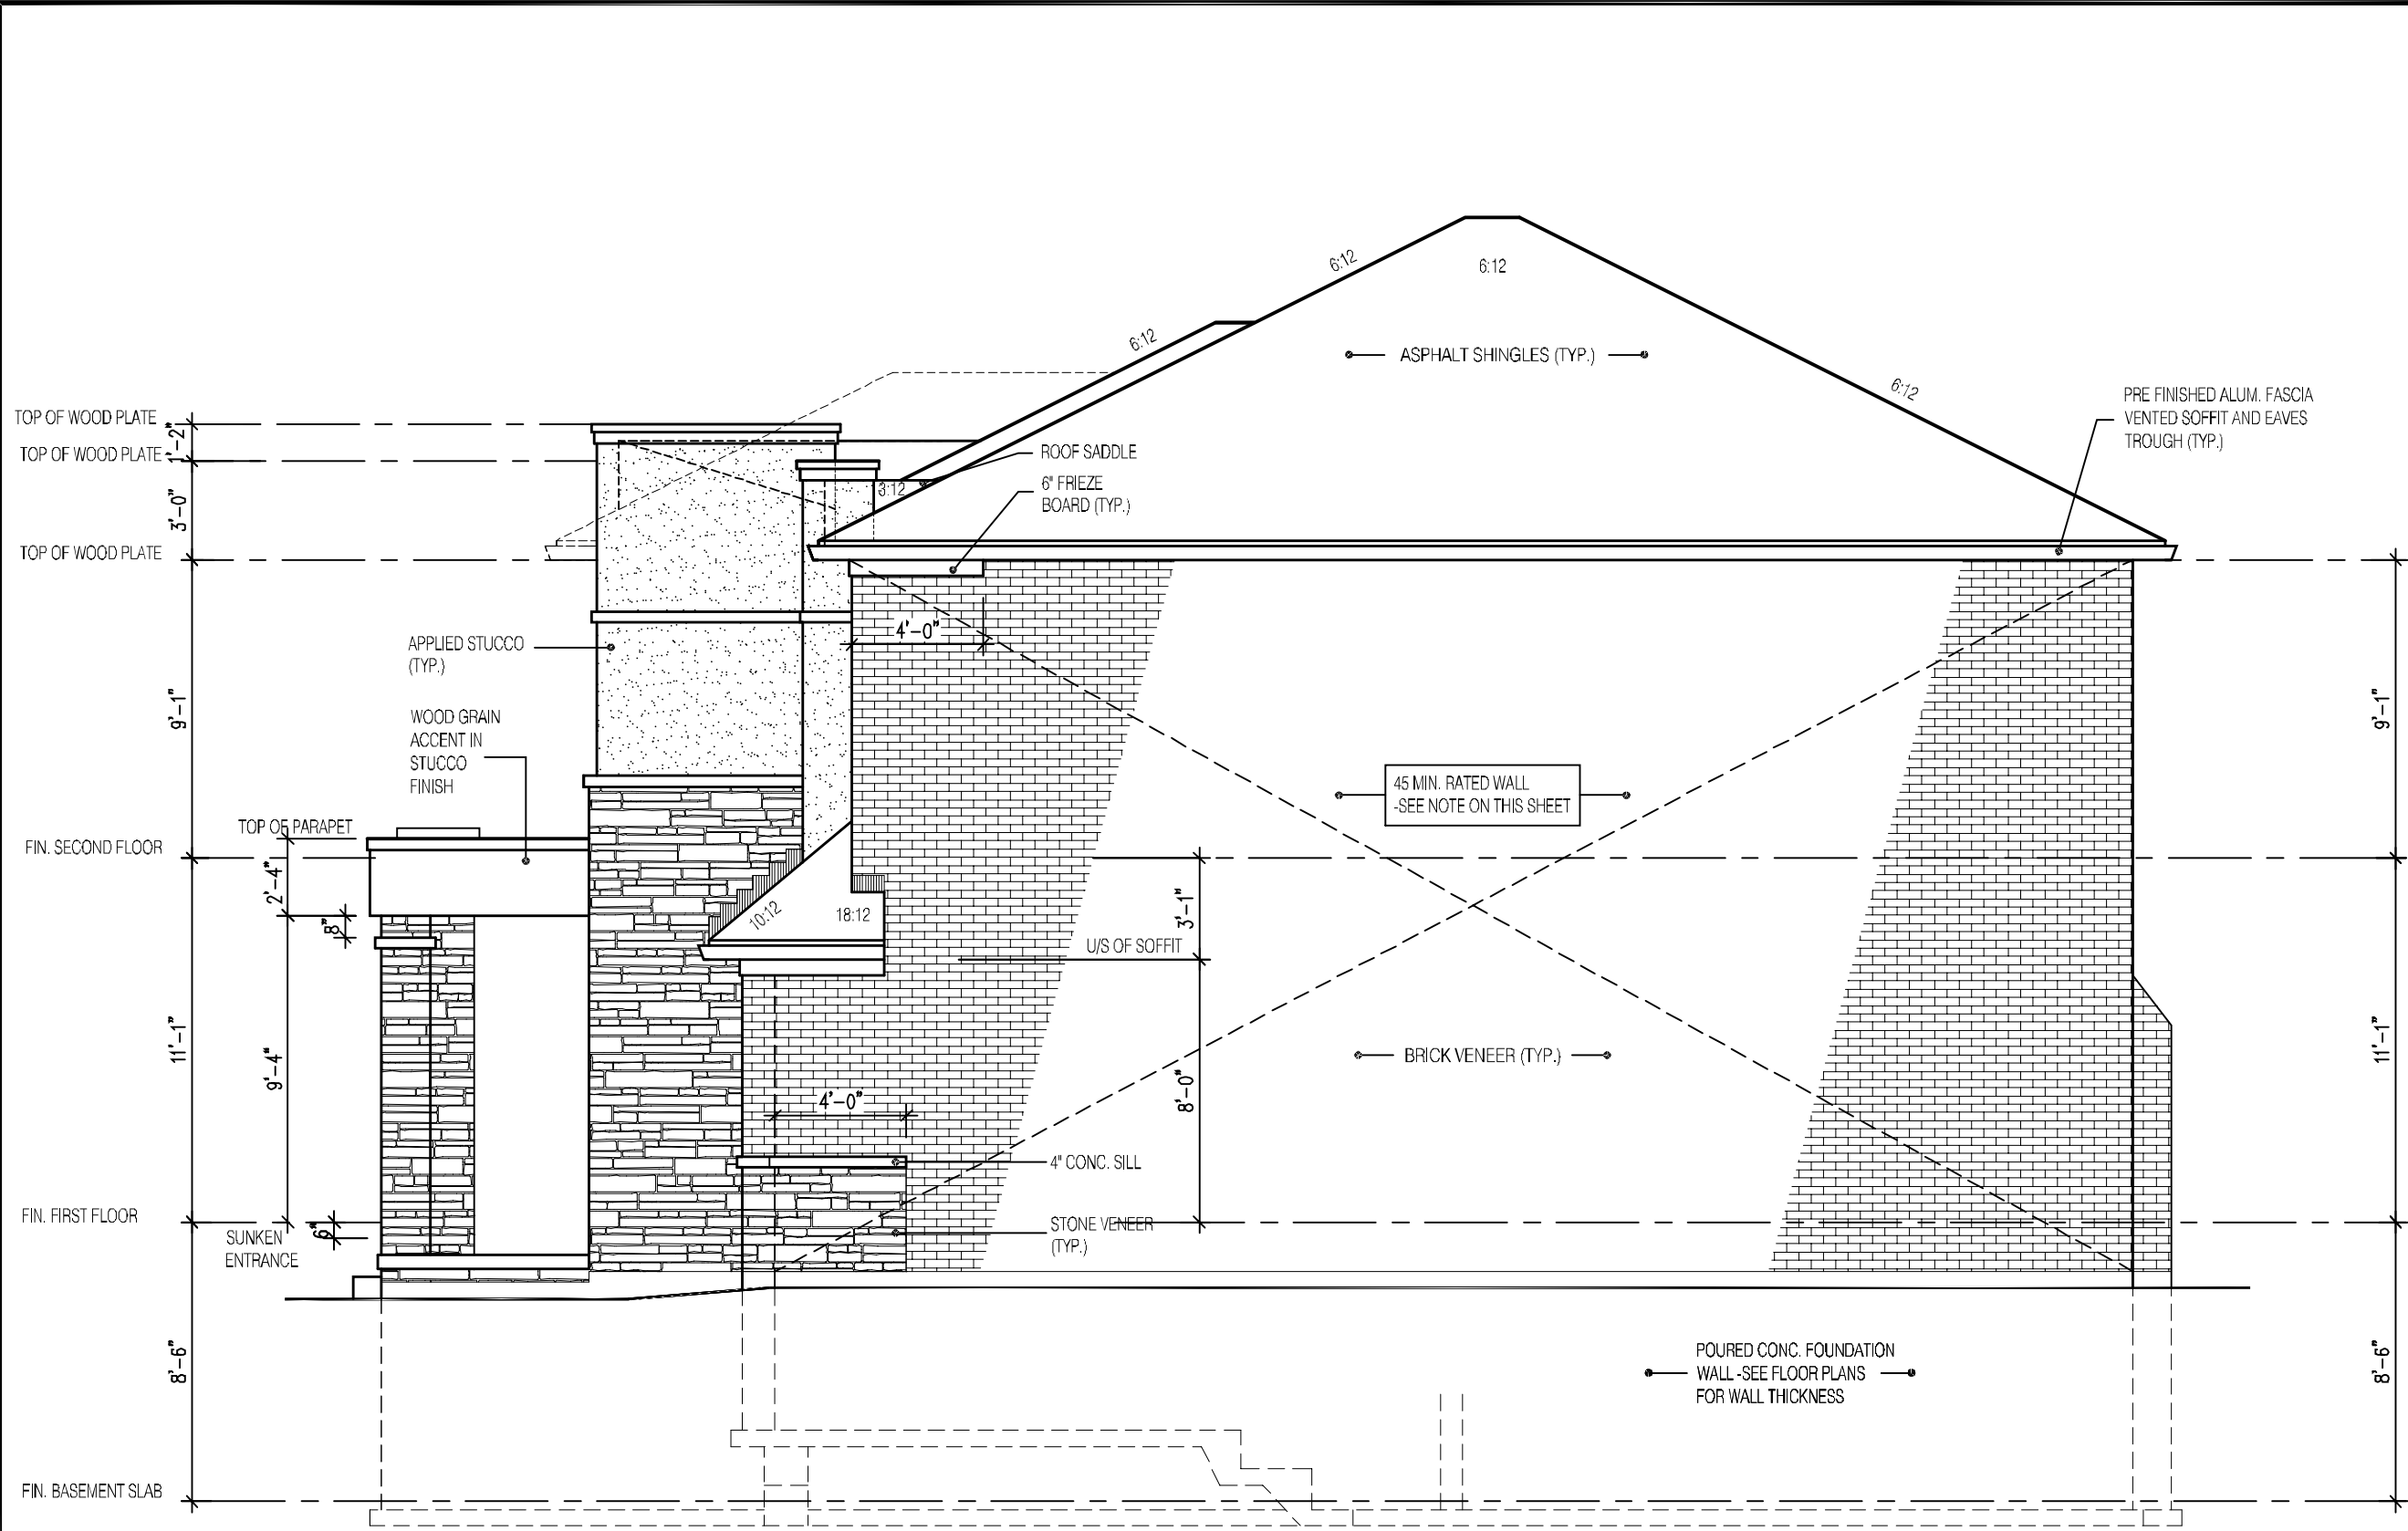 6:12
6:12
6:12
ASPHALT SHINGLES (TYP.)
6:12
PRE FINISHED ALUM. FASCIA
VENTED SOFFIT AND EAVES
TROUGH (TYP.)
TOP OF WOOD PLATE
1'-2"
TOP OF WOOD PLATE
ROOF SADDLE
3:12
6" FRIEZE
BOARD (TYP.)
3'-0"
TOP OF WOOD PLATE
4'-0"
APPLIED STUCCO
(TYP.)
9'-1"
9'-1"
WOOD GRAIN
ACCENT IN
STUCCO
FINISH
45 MIN. RATED WALL
-SEE NOTE ON THIS SHEET
TOP OF PARAPET
FIN. SECOND FLOOR
2'-4"
8"
10:12
18:12
3'-1"
U/S OF SOFFIT
11'-1"
9'-4"
BRICK VENEER (TYP.)
11'-1"
8'-0"
4'-0"
4" CONC. SILL
FIN. FIRST FLOOR
6"
SUNKEN
ENTRANCE
STONE VENEER
(TYP.)
8'-6"
POURED CONC. FOUNDATION
WALL -SEE FLOOR PLANS
FOR WALL THICKNESS
8'-6"
FIN. BASEMENT SLAB